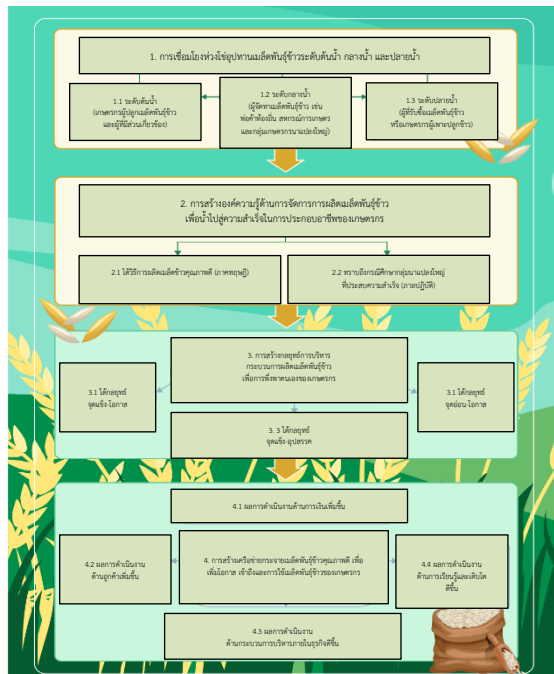 1. การเชื่อมโยงห่วงโซ่อุปทานเมล็ดพันธุ์ข้าวระดับต้นน้ำ กลางน้ำ และปลายน้ำ
1.1 ระดับต้นน้ำ
(เกษตรกรผู้ปลูกเมล็ดพันธุ์ข้าว
และผู้ที่มีส่วนเกี่ยวข้อง)
1.2 ระดับกลางน้ำ
(ผู้จัดหาเมล็ดพันธุ์ข้าว เช่น
พ่อค้าท้องถิ่น สหกรณ์การเกษตร
และกลุ่มเกษตรกรนาแปลงใหญ่)
1.3 ระดับปลายน้ำ
(ผู้ที่รับซื้อเมล็ดพันธุ์ข้าว
หรือเกษตรกรผู้เพาะปลูกข้าว)
2. การสร้างองค์ความรู้ด้านการจัดการการผลิตเมล็ดพันธุ์ข้าว
เพื่อนำไปสู่ความสำเร็จในการประกอบอาชีพของเกษตรกร
2.1 ได้วิธีการผลิตเมล็ดข้าวคุณภาพดี (ภาคทฤษฎี)
2.2 ทราบถึงกรณีศึกษากลุ่มนาแปลงใหญ่
ที่ประสบความสำเร็จ (ภาคปฏิบัติ)
3. การสร้างกลยุทธ์การบริหาร
กระบวนการผลิตเมล็ดพันธุ์ข้าว
เพื่อการพึ่งพาตนเองของเกษตรกร
3.1 ได้กลยุทธ์
จุดแข็ง-โอกาส
3.1 ได้กลยุทธ์
จุดอ่อน-โอกาส
3. 3 ได้กลยุทธ์
จุดแข็ง-อุปสรรค
4.1 ผลการดำเนินงานด้านการเงินเพิ่มขึ้น
4.2 ผลการดำเนินงาน
ด้านลูกค้าเพิ่มขึ้น
4. การสร้างเครือข่ายกระจายเมล็ดพันธุ์ข้าวคุณภาพดี เพื่อ
เพิ่มโอกาส เข้าถึงและการใช้เมล็ดพันธุ์ข้าวของเกษตรกร
4.4 ผลการดำเนินงาน
ด้านการเรียนรู้และเติบโต
ดีขึ้น
4.3 ผลการดำเนินงาน
ด้านกระบวนการบริหารภายในธุรกิจดีขึ้น